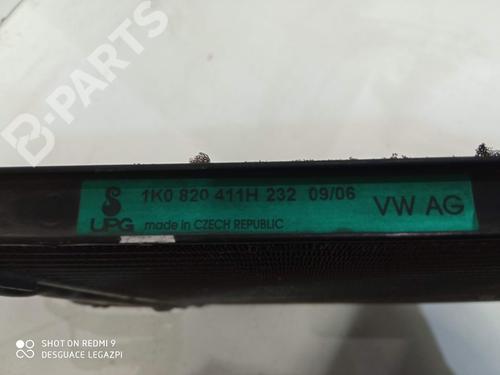 B-PARTS
1K0 820 411H 232 09/06
VW AG
UPG
made in CZECH REPUBLIC
SHOT ON REDMI 9
DESGUACE LEGAZPI